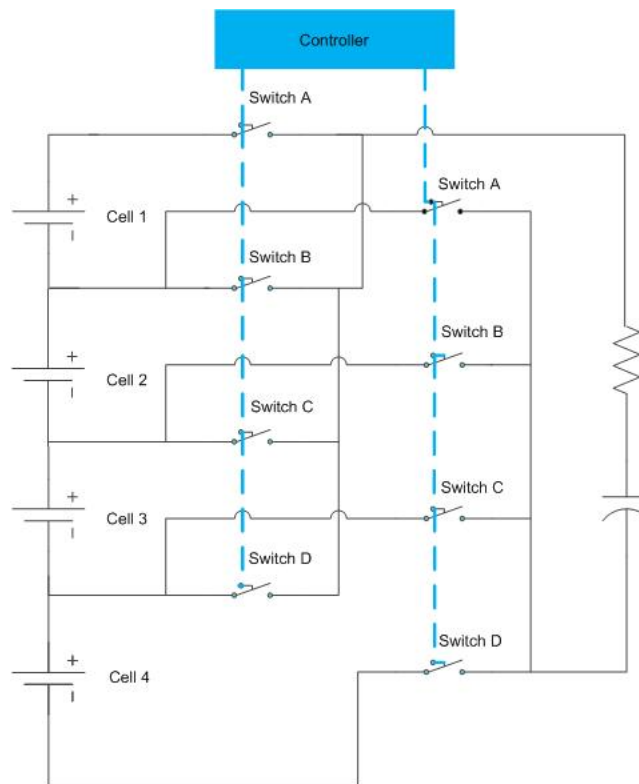 Controller
Switch A
Switch A
+
Cell 1
-
Switch B
Switch B
+
Cell 2
-
Switch C
Switch C
+
Cell 3
-
Switch D
Switch D
+
Cell 4
-